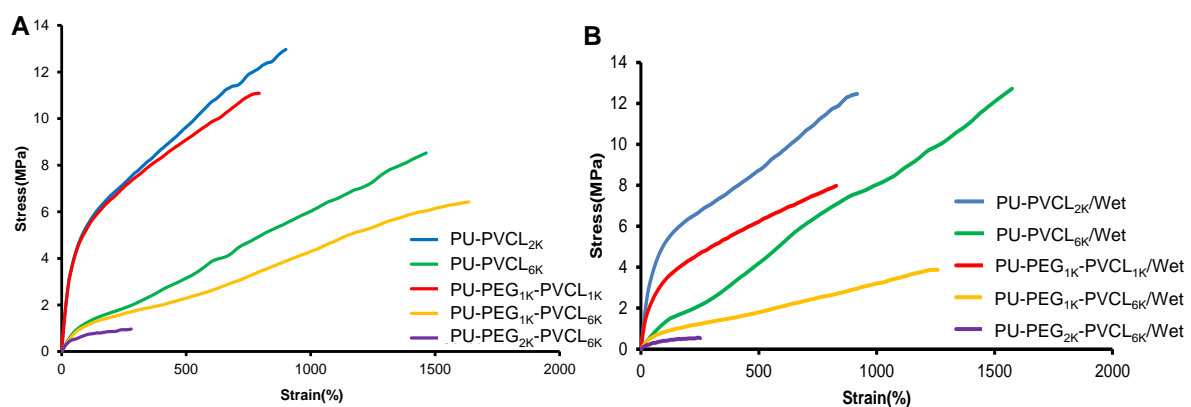 A
14
12
10
8
6
4
2
0
Stress(MPa)
0 500 1000 1500 2000
Strain(%)
PU-PVCL2K
PU-PVCL6K
PU-PEG1K-PVCL1K
PU-PEG1K-PVCL6K
PU-PEG2K-PVCL6K
B
14
12
10
8
6
4
2
0
Stress(MPa)
0 500 1000 1500 2000
Strain(%)
PU-PVCL2K/Wet
PU-PVCL6K/Wet
PU-PEG1K-PVCL1K/Wet
PU-PEG1K-PVCL6K/Wet
PU-PEG2K-PVCL6K/Wet